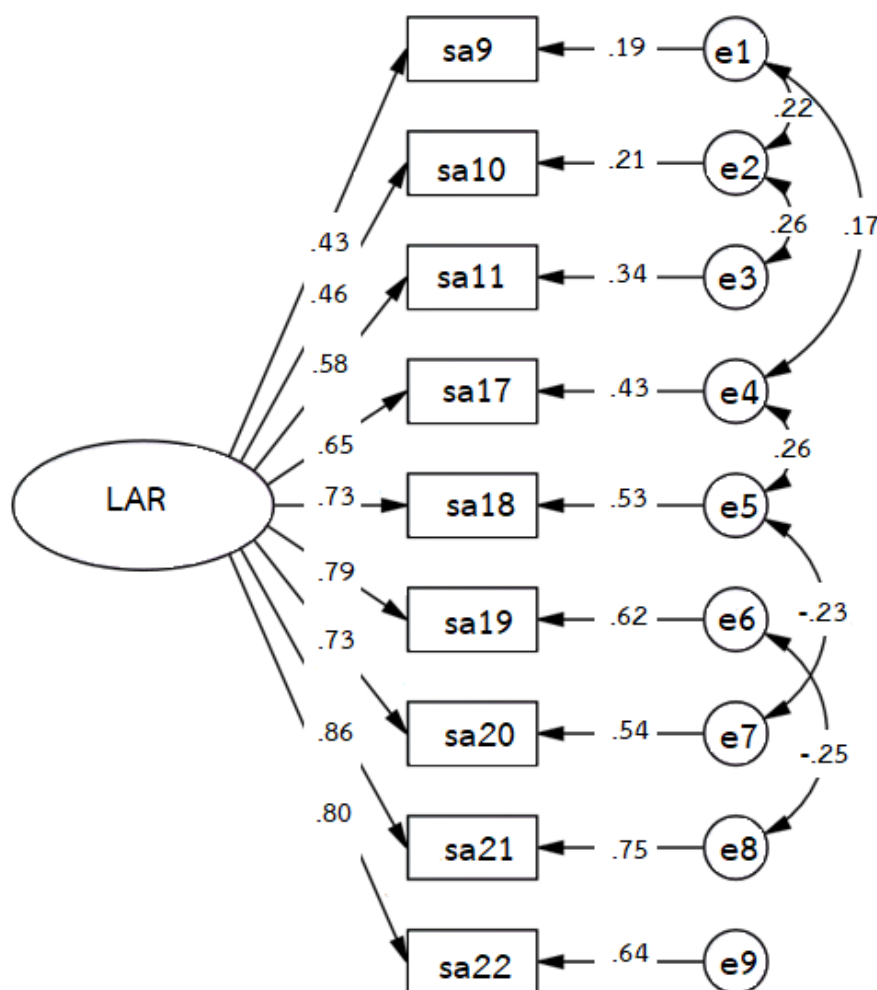 sa9 .19 e1
.22
sa10 .21 e2
.43 .26 .17
.46 sa11 .34 e3
.58
sa17 .43 e4
.65 .26
.73 LAR sa18 .53 e5
.79
sa19 .62 e6 -.23
.73
sa20 .54 e7
.86 -.25
.80
sa21 .75 e8
sa22 .64 e9